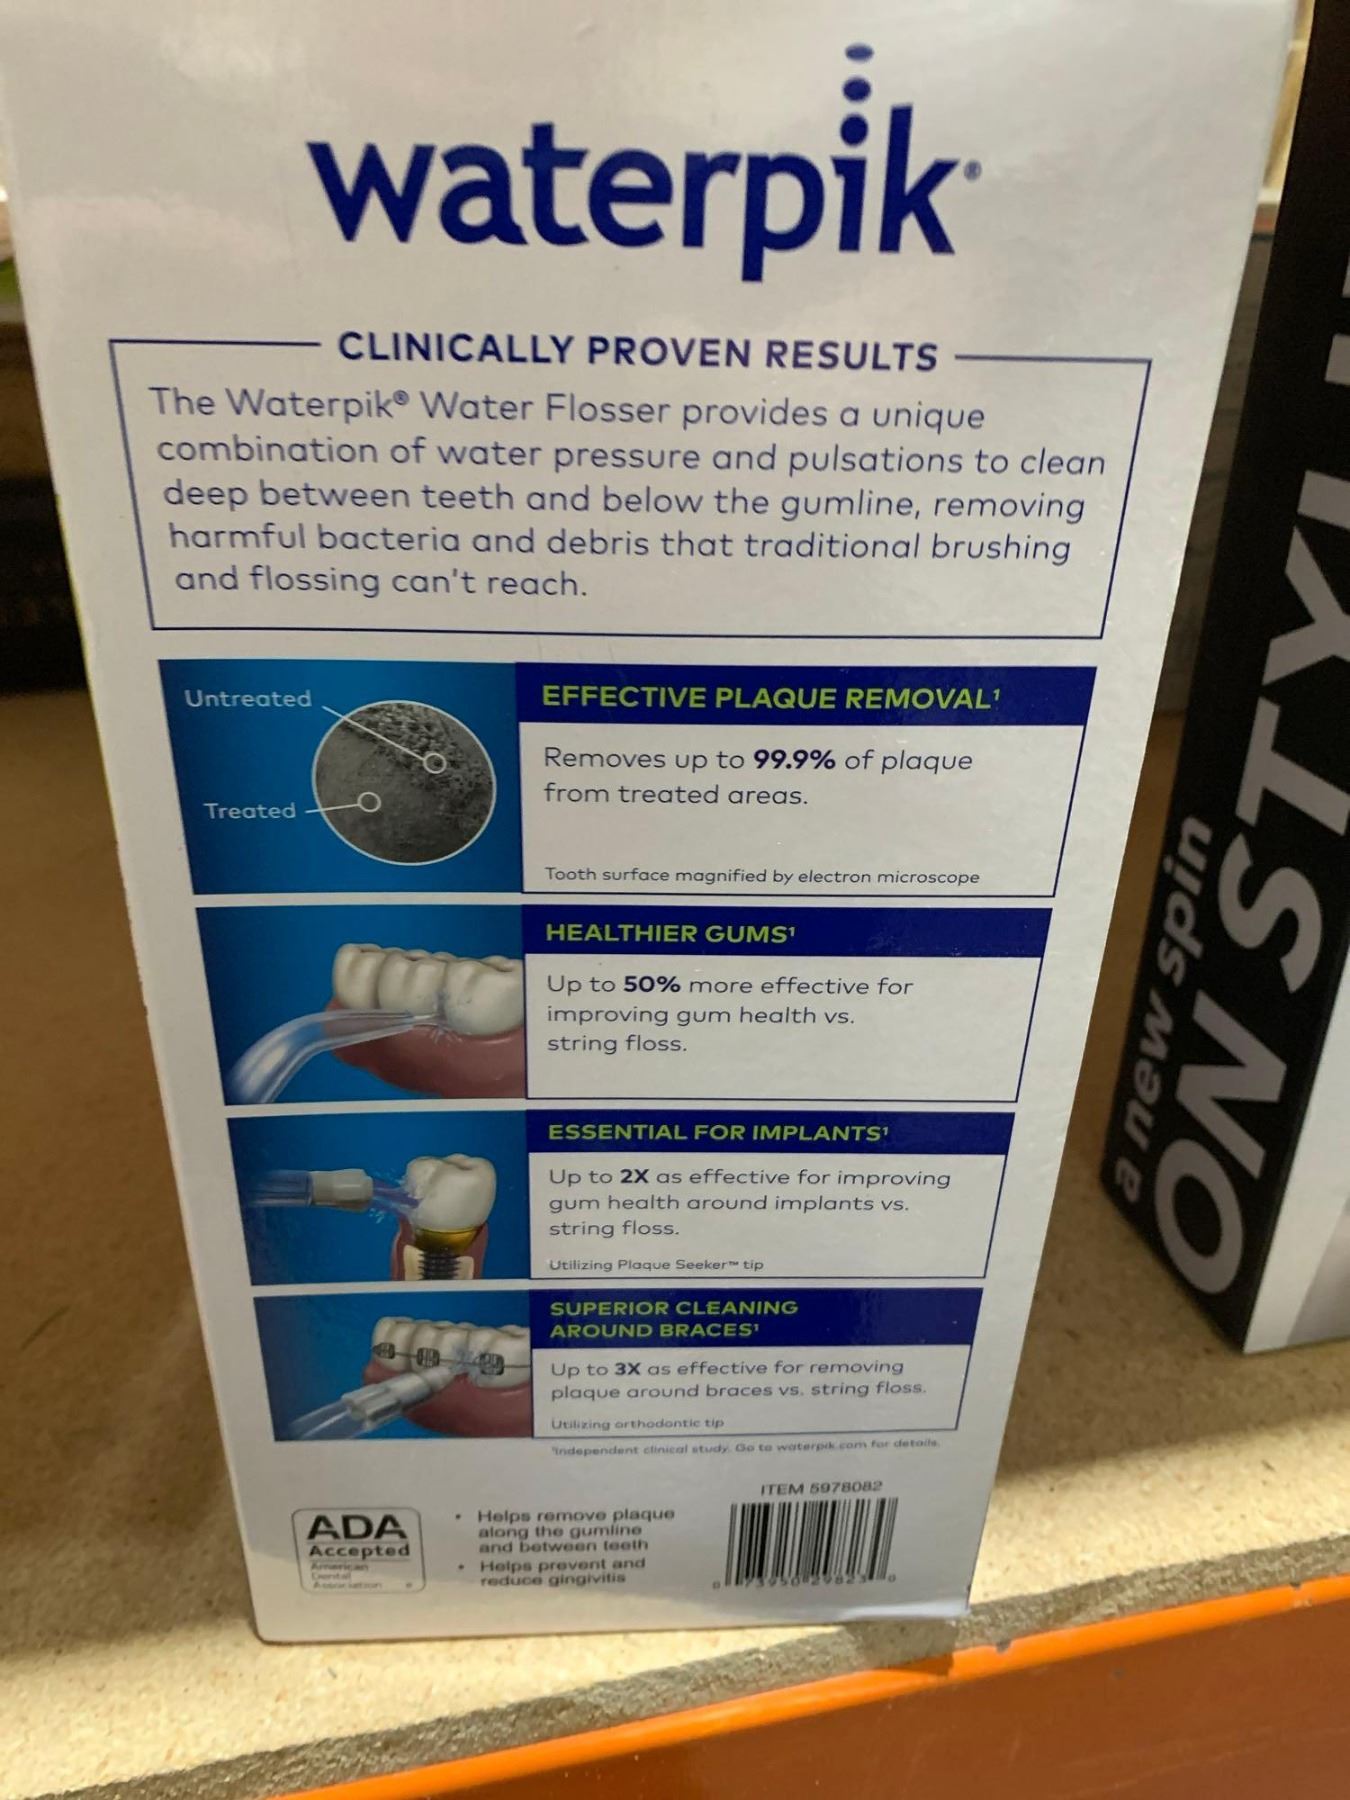 waterpik®
CLINICALLY PROVEN RESULTS
The Waterpik® Water Flosser provides a unique
combination of water pressure and pulsations to clean
deep between teeth and below the gumline, removing
harmful bacteria and debris that traditional brushing
and flossing can't reach.
Untreated
Treated
EFFECTIVE PLAQUE REMOVAL¹
Removes up to 99.9% of plaque
from treated areas.
Tooth surface magnified by electron microscope
HEALTHIER GUMS¹
Up to 50% more effective for
improving gum health vs.
string floss.
ESSENTIAL FOR IMPLANTS¹
Up to 2X as effective for improving
gum health around implants vs.
string floss.
Utilizing Plaque Seeker™ tip
SUPERIOR CLEANING
AROUND BRACES¹
Up to 3X as effective for removing
plaque around braces vs. string floss.
Utilizing orthodontic tip
¹Independent clinical study. Go to waterpik.com for details.
ADA
Accepted
American
Dental
Association ®
• Helps remove plaque
along the gumline
and between teeth
• Helps prevent and
reduce gingivitis
ITEM 5978082
a new spin
ON